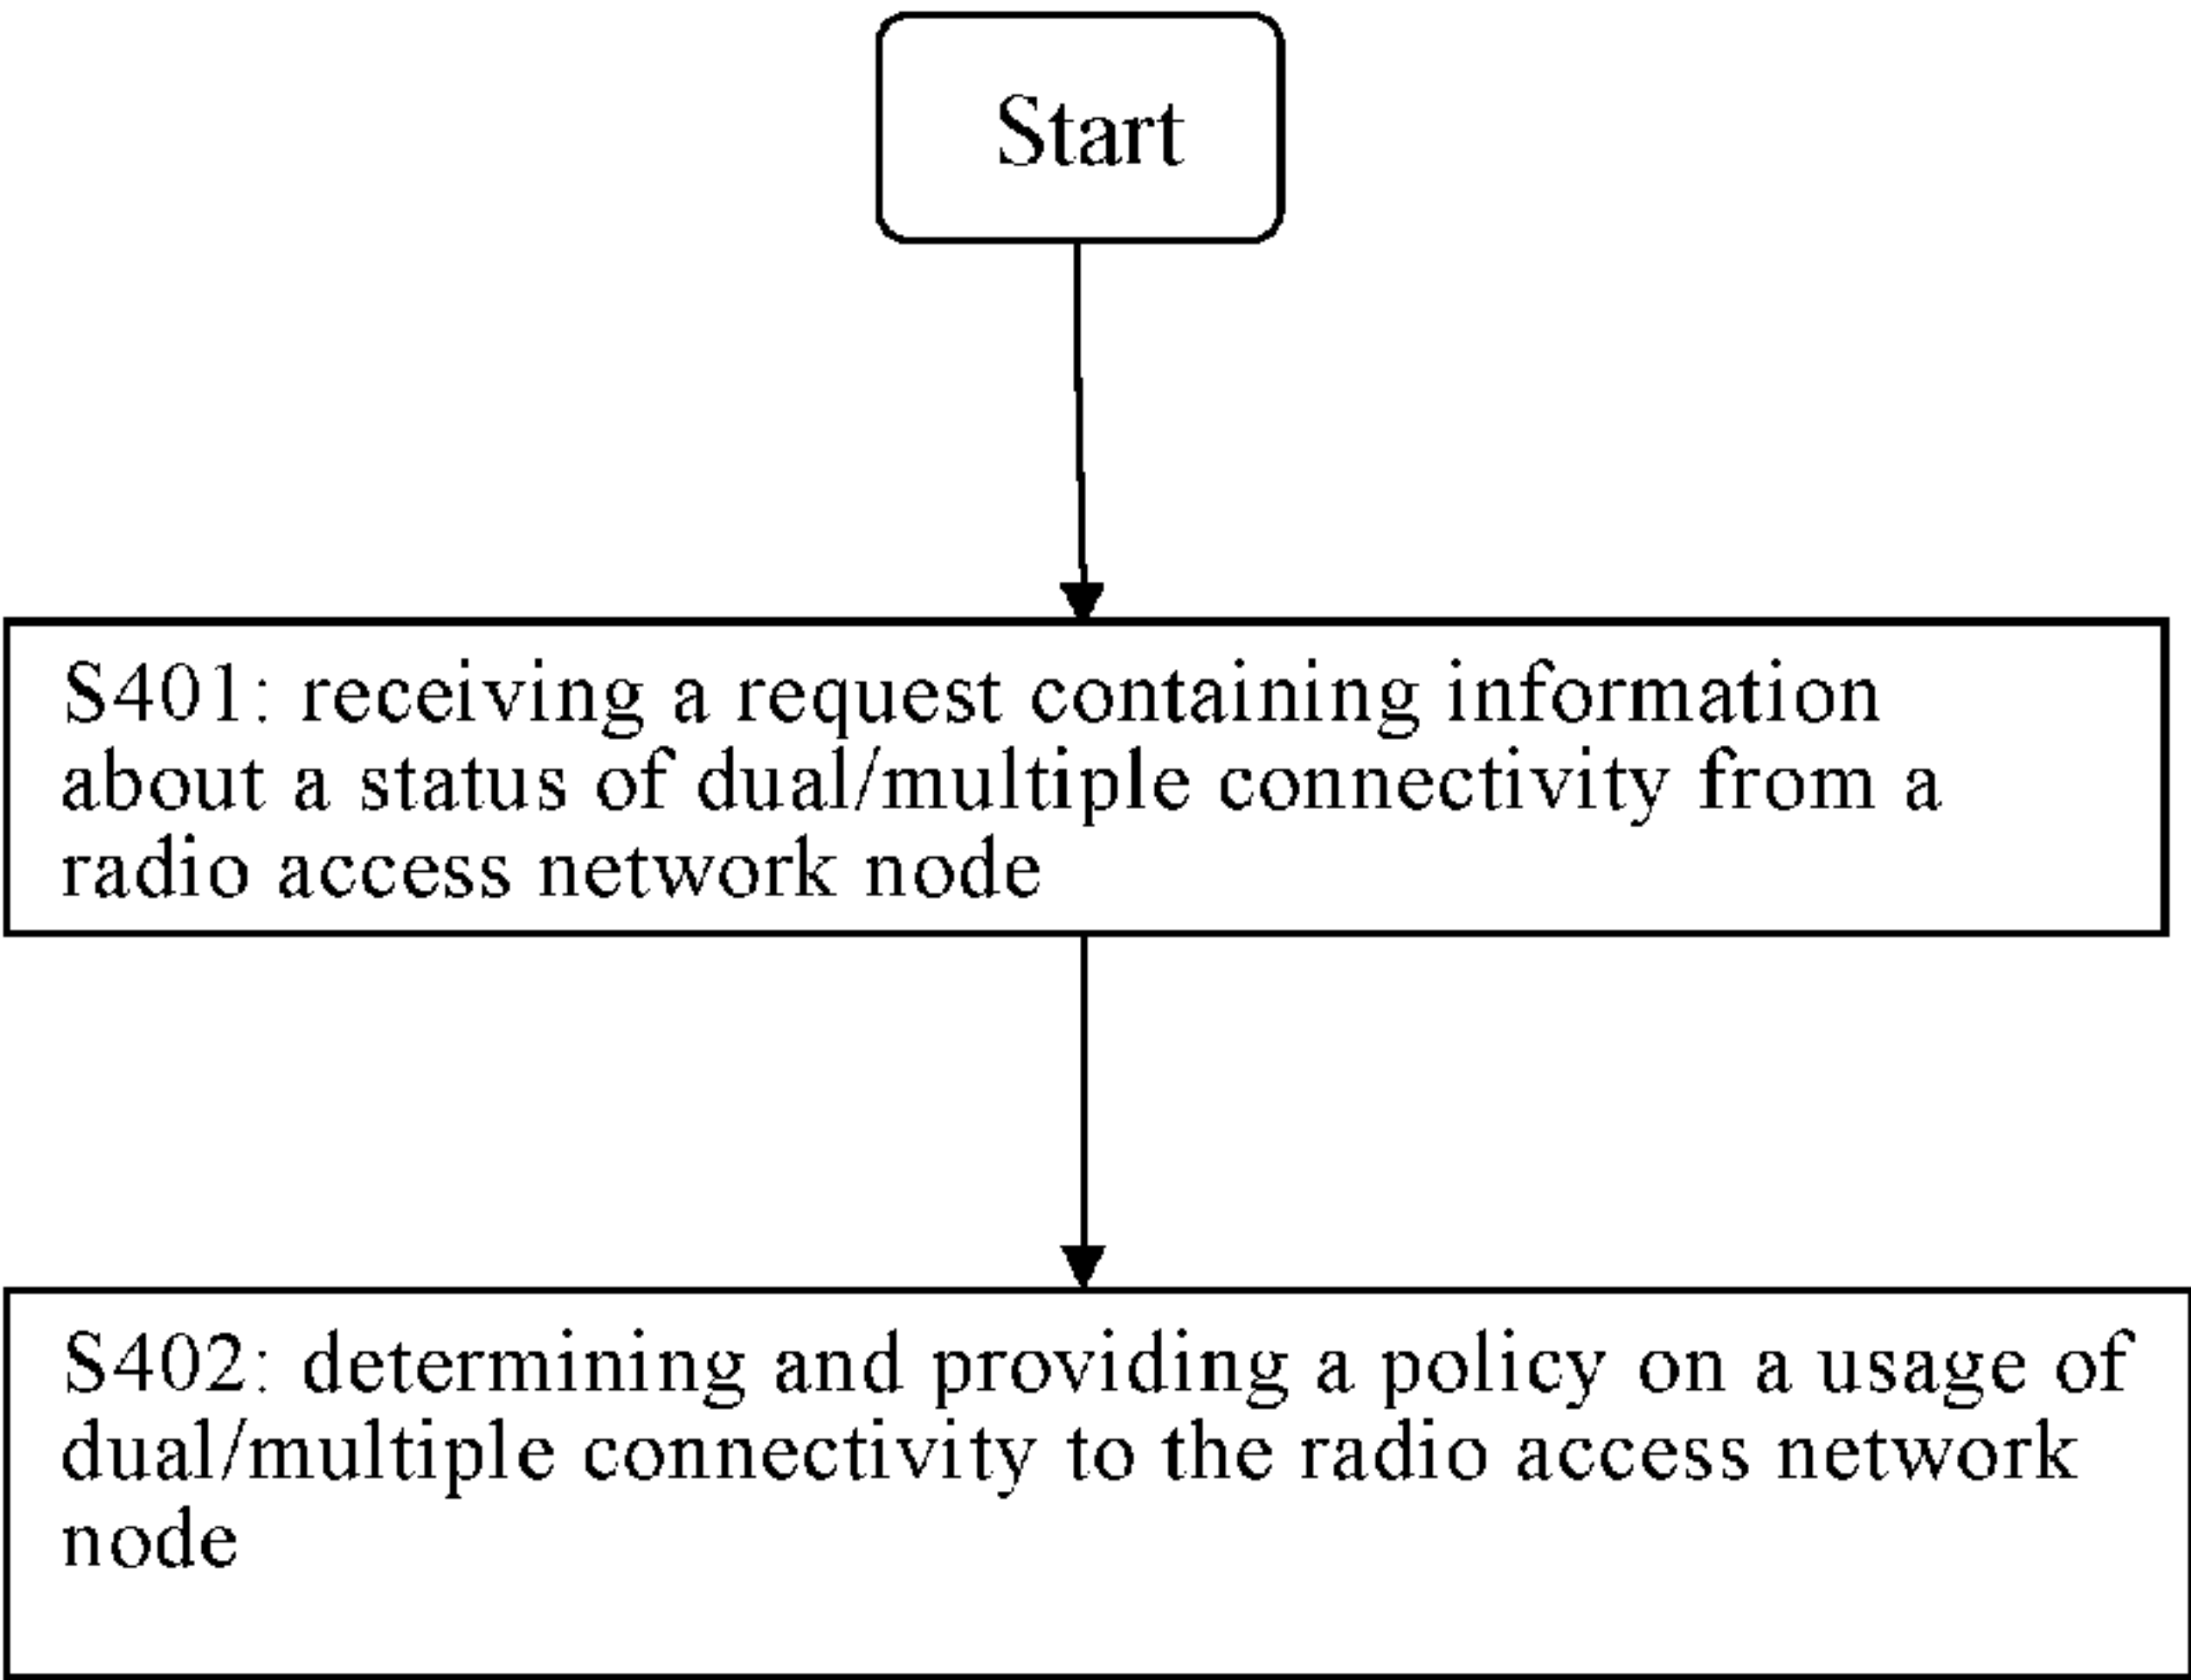 Start
S401: receiving a request containing information
about a status of dual/multiple connectivity from a
radio access network node
S402: determining and providing a policy on a usage of
dual/multiple connectivity to the radio access network
node